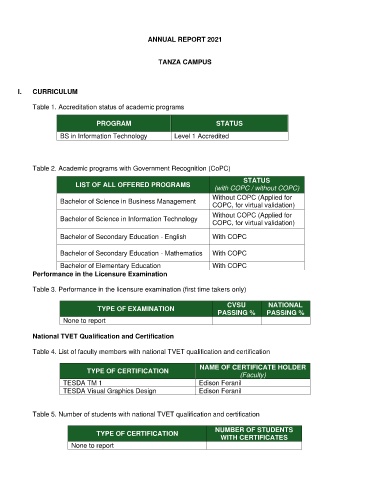 ANNUAL REPORT 2021
TANZA CAMPUS
I. CURRICULUM
Table 1. Accreditation status of academic programs
PROGRAM STATUS
BS in Information Technology Level 1 Accredited
Table 2. Academic programs with Government Recognition (CoPC)
LIST OF ALL OFFERED PROGRAMS STATUS
(with COPC / without COPC)
Bachelor of Science in Business Management Without COPC (Applied for
COPC, for virtual validation)
Bachelor of Science in Information Technology Without COPC (Applied for
COPC, for virtual validation)
Bachelor of Secondary Education - English With COPC
Bachelor of Secondary Education - Mathematics With COPC
Bachelor of Elementary Education With COPC
Performance in the Licensure Examination
Table 3. Performance in the licensure examination (first time takers only)
TYPE OF EXAMINATION CVSU
PASSING % NATIONAL
PASSING %
None to report
National TVET Qualification and Certification
Table 4. List of faculty members with national TVET qualification and certification
TYPE OF CERTIFICATION NAME OF CERTIFICATE HOLDER
(Faculty)
TESDA TM 1 Edison Feranil
TESDA Visual Graphics Design Edison Feranil
Table 5. Number of students with national TVET qualification and certification
TYPE OF CERTIFICATION NUMBER OF STUDENTS
WITH CERTIFICATES
None to report